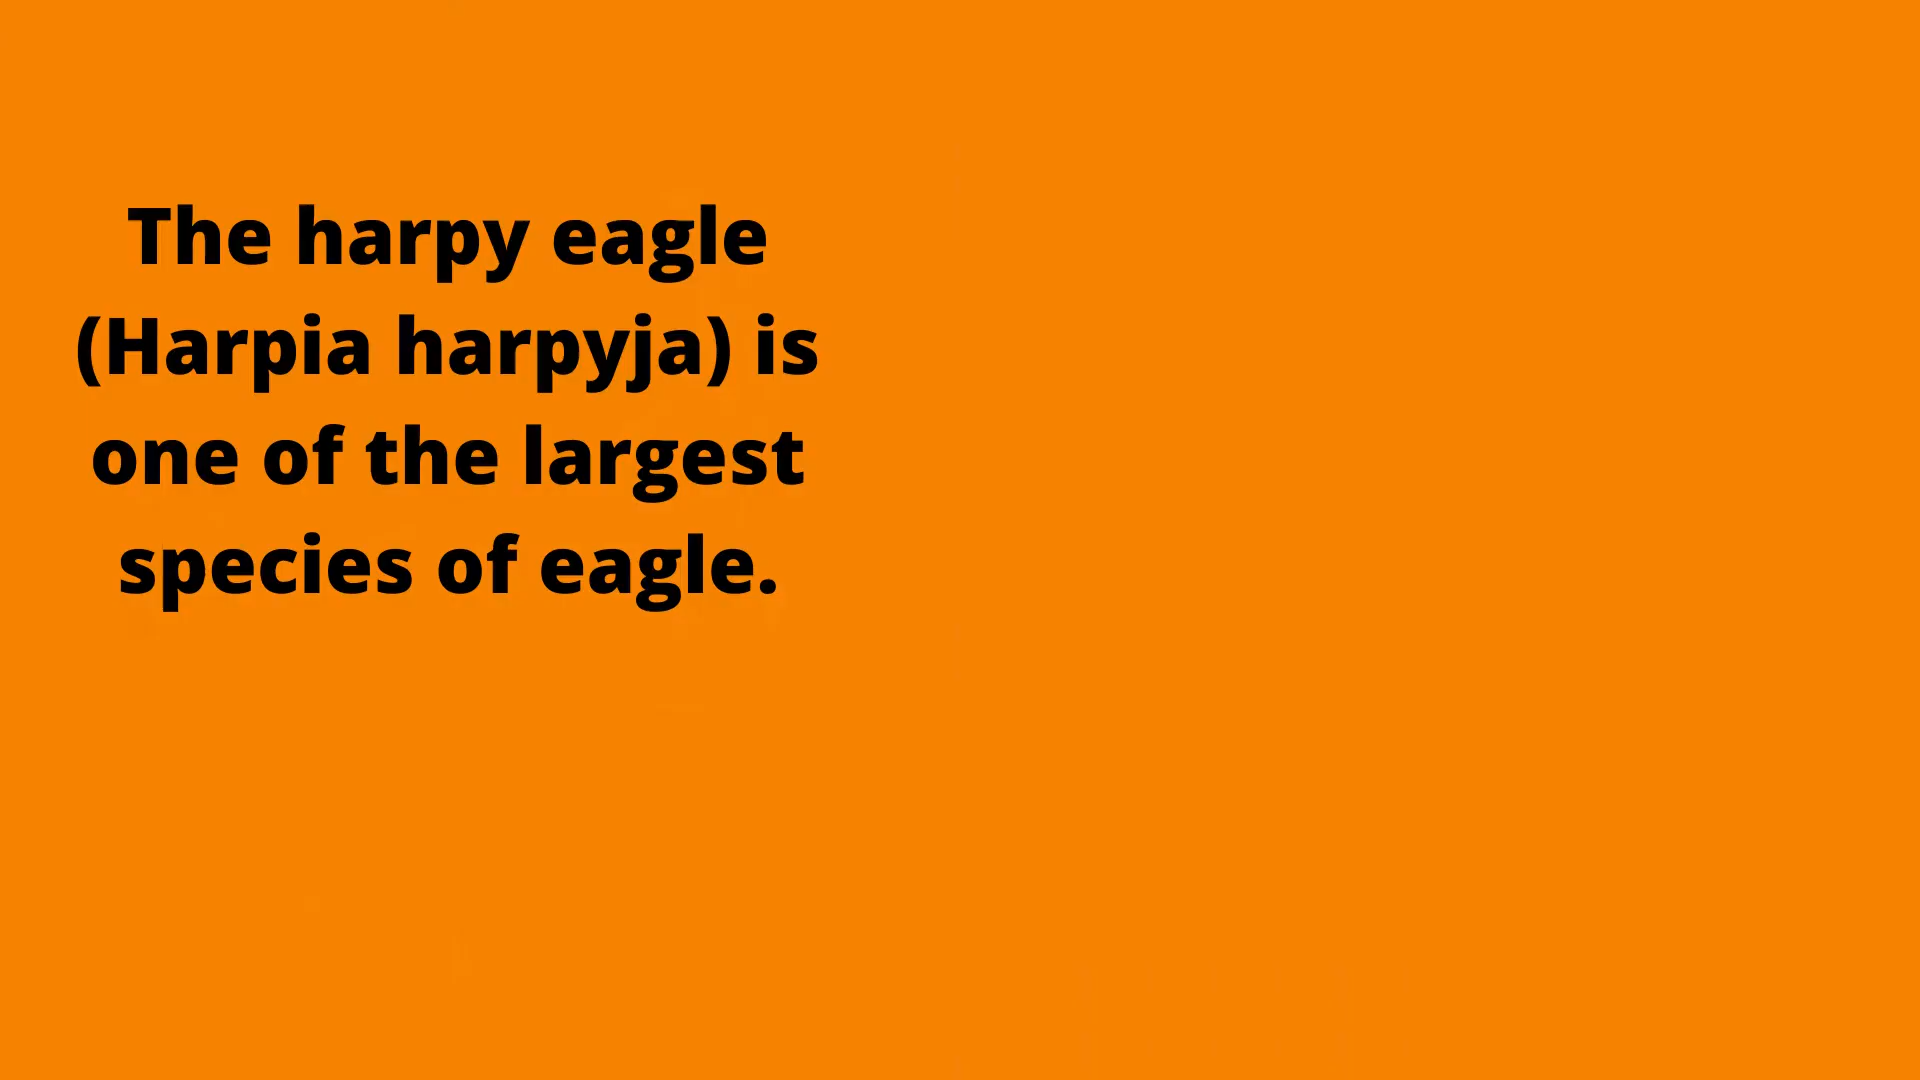 The harpy eagle
(Harpia harpyja) is
one of the largest
species of eagle.